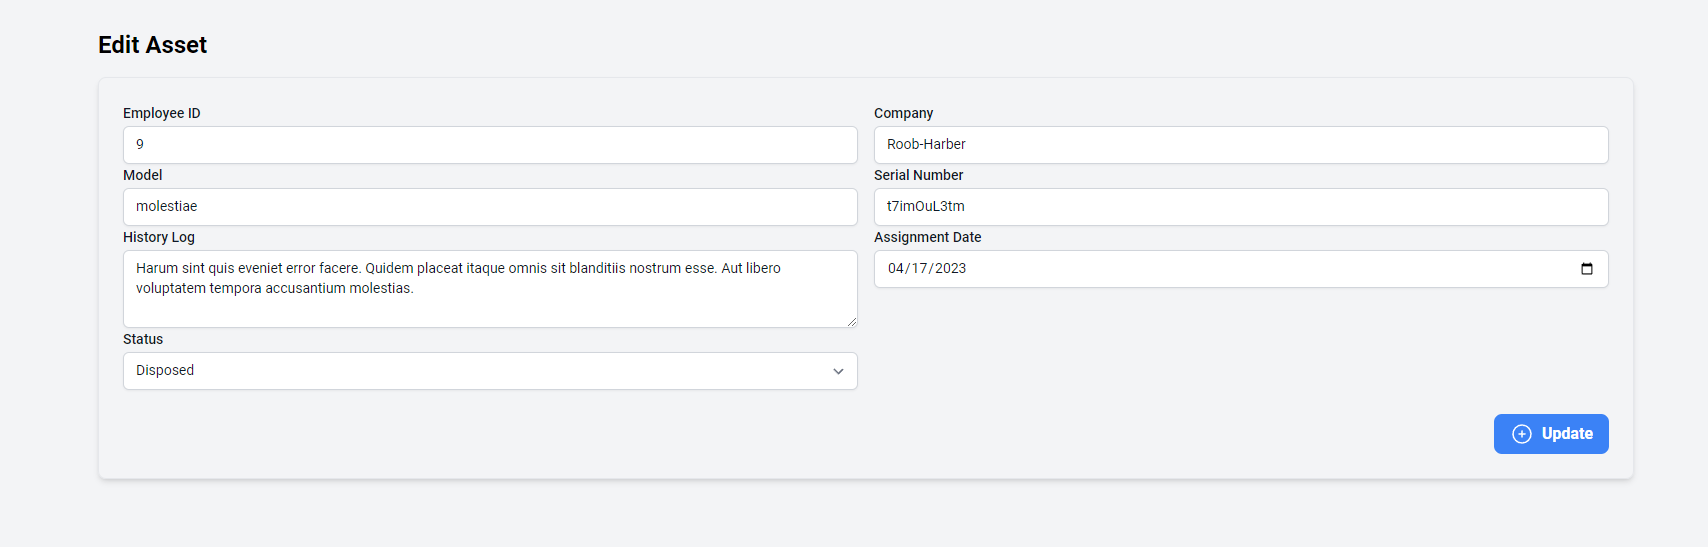 Edit Asset
Employee ID
9
Company
Roob-Harber
Model
molestiae
Serial Number
t7imOuL3tm
History Log
Harum sint quis eveniet error facere. Quidem placeat itaque omnis sit blanditiis nostrum esse. Aut libero
voluptatem tempora accusantium molestias.
Assignment Date
04/17/2023
Status
Disposed
Update